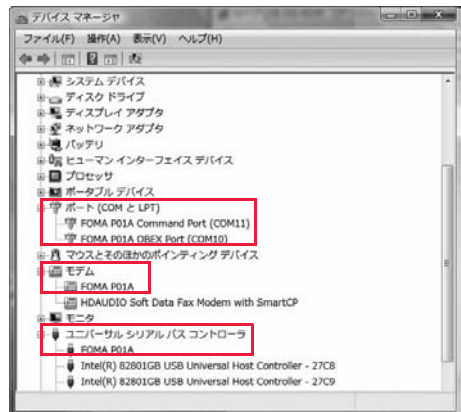 デバイス マネージャ
ファイル(F) 操作(A) 表示(V) ヘルプ(H)
システム デバイス
ディスク ドライブ
ディスプレイ アダプタ
ネットワーク アダプタ
バッテリ
ヒューマン インターフェイス デバイス
プロセッサ
ポータブル デバイス
ポート (COM と LPT)
FOMA P01A Command Port (COM11)
FOMA P01A OBEX Port (COM10)
マウスとそのほかのポインティング デバイス
モデム
FOMA P01A
HDAUDIO Soft Data Fax Modem with SmartCP
モニタ
ユニバーサル シリアル バス コントローラ
FOMA P01A
Intel(R) 82801GB USB Universal Host Controller - 27C8
Intel(R) 82801GB USB Universal Host Controller - 27C9